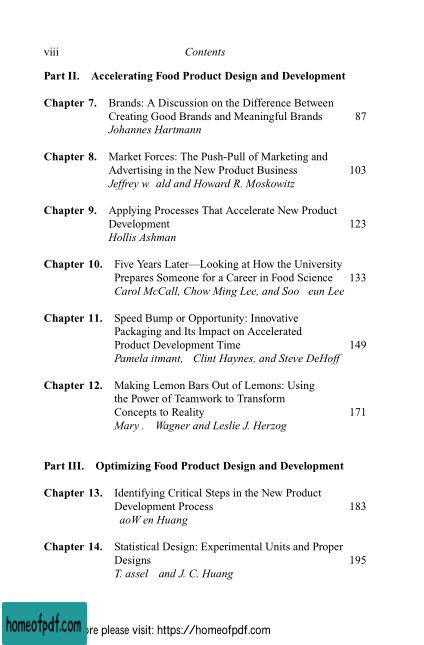 viii Contents
Part II. Accelerating Food Product Design and Development
Chapter 7. Brands: A Discussion on the Difference Between
Creating Good Brands and Meaningful Brands 87
Johannes Hartmann
Chapter 8. Market Forces: The Push-Pull of Marketing and
Advertising in the New Product Business 103
Jeffrey w ald and Howard R. Moskowitz
Chapter 9. Applying Processes That Accelerate New Product
Development 123
Hollis Ashman
Chapter 10. Five Years Later—Looking at How the University
Prepares Someone for a Career in Food Science 133
Carol McCall, Chow Ming Lee, and Soo eun Lee
Chapter 11. Speed Bump or Opportunity: Innovative
Packaging and Its Impact on Accelerated
Product Development Time 149
Pamela itmant, Clint Haynes, and Steve DeHoff
Chapter 12. Making Lemon Bars Out of Lemons: Using
the Power of Teamwork to Transform
Concepts to Reality 171
Mary . Wagner and Leslie J. Herzog
Part III. Optimizing Food Product Design and Development
Chapter 13. Identifying Critical Steps in the New Product
Development Process 183
aoW en Huang
Chapter 14. Statistical Design: Experimental Units and Proper
Designs 195
T. assel and J. C. Huang
homeofpdf.com
re please visit: https://homeofpdf.com